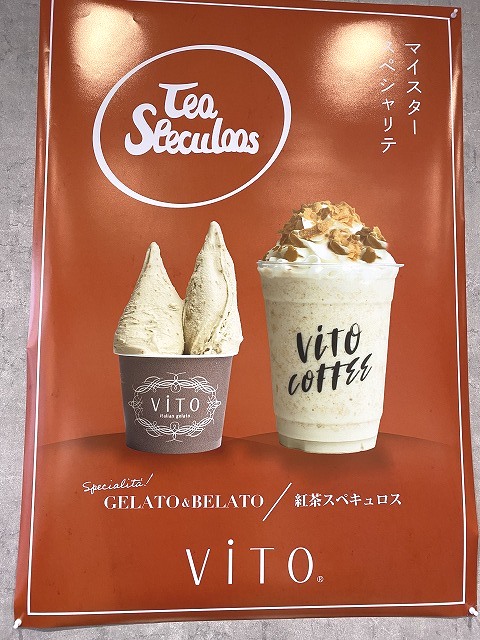 Tea
Speculoos
マイスター
スペシャリテ
ViTO
italian gelato
ViTO
COFFEE
Specialità!
GELATO&BELATO/紅茶スペキュロス
ViTO®